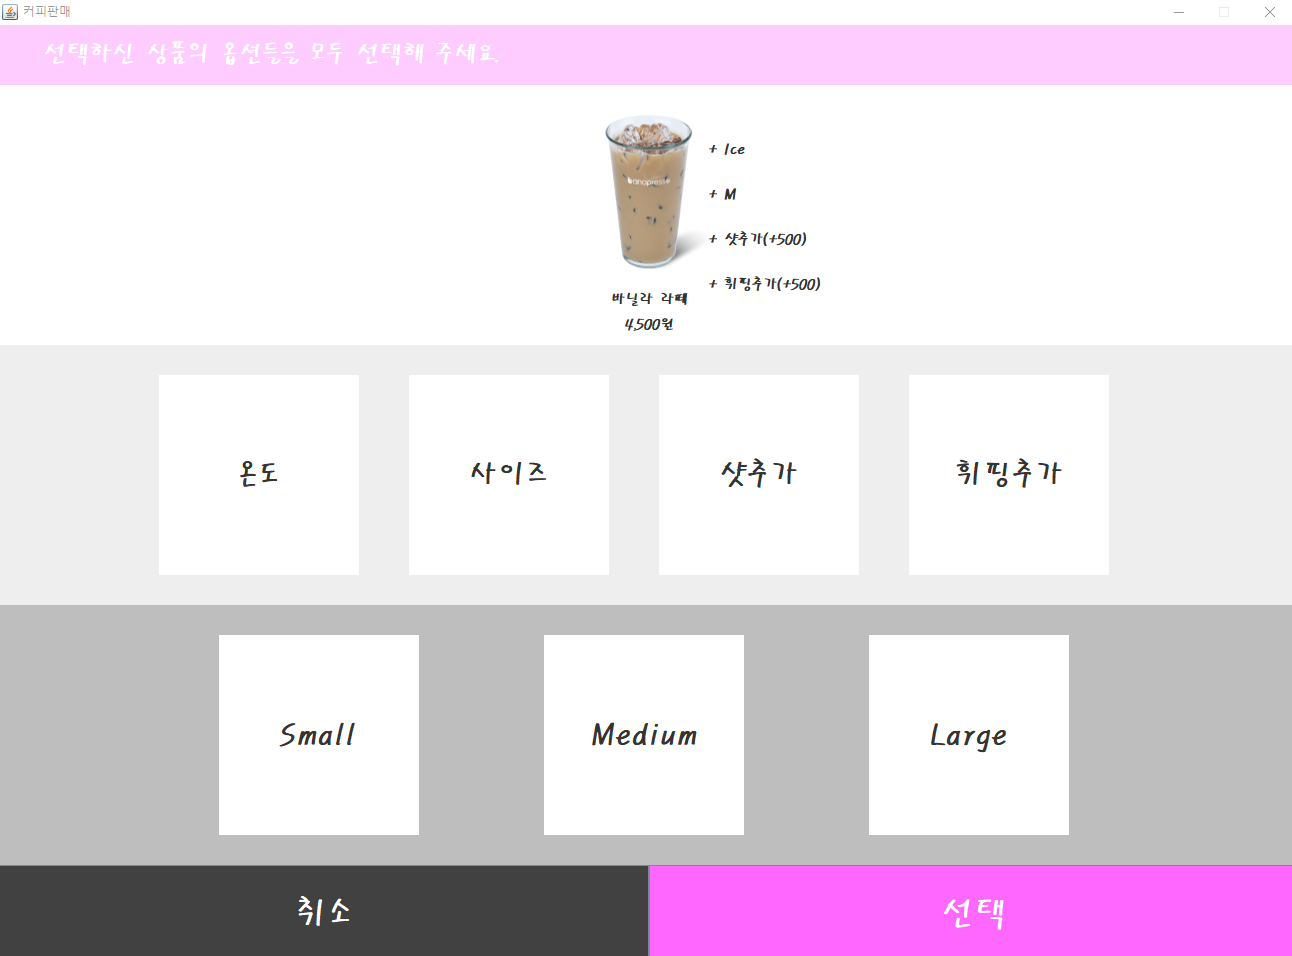 커피판매
선택하신 상품의 옵션들을 모두 선택해 주세요.
anapresse
+ Ice
+ M
+ 샷추가(+500)
+ 휘핑추가(+500)
바닐라 라떼
4,500원
온도
사이즈
샷추가
휘핑추가
Small
Medium
Large
취소
선택